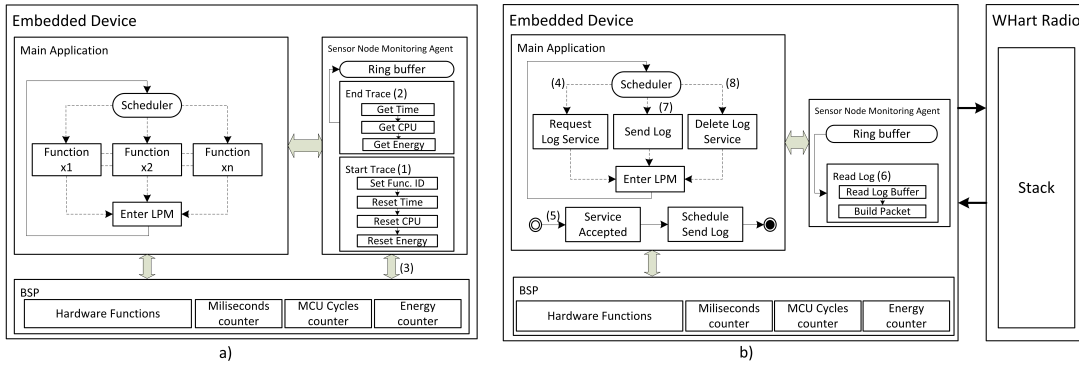 Embedded Device
Main Application
Scheduler
Function
x1
Function
x2
Function
xn
Enter LPM
Sensor Node Monitoring Agent
Ring buffer
End Trace (2)
Get Time
Get CPU
Get Energy
Start Trace (1)
Set Func. ID
Reset Time
Reset CPU
Reset Energy
(3)
BSP
Hardware Functions
Miliseconds
counter
MCU Cycles
counter
Energy
counter
a)
Embedded Device
Main Application
Scheduler
(4)
(7)
(8)
Request
Log Service
Send Log
Delete Log
Service
Enter LPM
(5)
Service
Accepted
Schedule
Send Log
Sensor Node Monitoring Agent
Ring buffer
Read Log (6)
Read Log Buffer
Build Packet
BSP
Hardware Functions
Miliseconds
counter
MCU Cycles
counter
Energy
counter
b)
WHart Radio
Stack